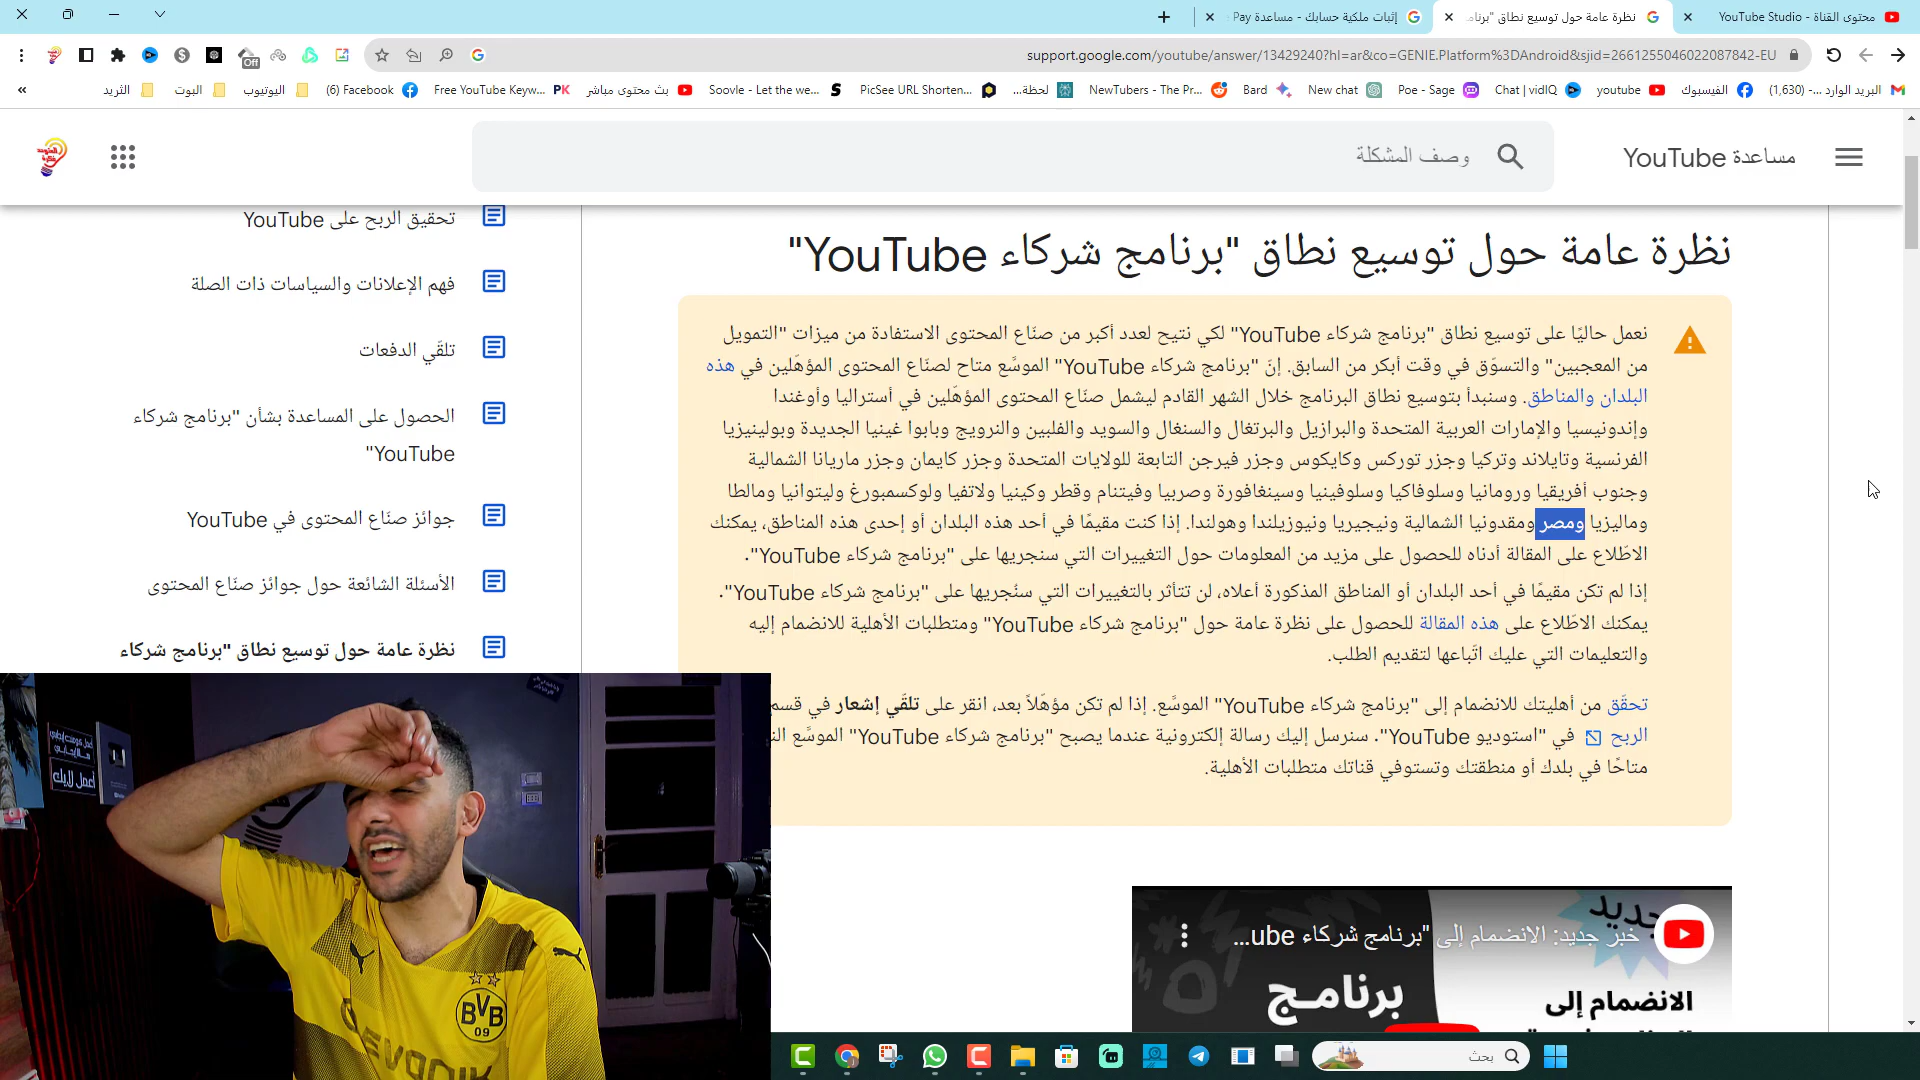 محتوى القناة - YouTube Studio
نظرة عامة حول توسيع نطاق "برنام
إثبات ملكية حسابك - مساعدة Pay
support.google.com/youtube/answer/13429240?hl=ar&co=GENIE.Platform%3DAndroid&sjid=2661255046022087842-EU
Off
البريد الوارد -... (1,630)
الفيسبوك
youtube
Chat | vidIQ
Poe - Sage
New chat
Bard
NewTubers - The Pr...
لحظة...
PicSee URL Shorten...
Soovle - Let the we...
بث محتوى مباشر
Free YouTube Keyw...
Facebook (6)
اليوتيوب
البوت
الثريد
مساعدة YouTube
وصف المشكلة
نظرة عامة حول توسيع نطاق "برنامج شركاء YouTube"
نعمل حاليًا على توسيع نطاق "برنامج شركاء YouTube" لكي نتيح لعدد أكبر من صنّاع المحتوى الاستفادة من ميزات "التمويل
من المعجبين" والتسوّق في وقت أبكر من السابق. إنّ "برنامج شركاء YouTube" الموسَّع متاح لصنّاع المحتوى المؤهّلين في هذه
البلدان والمناطق. وسنبدأ بتوسيع نطاق البرنامج خلال الشهر القادم ليشمل صنّاع المحتوى المؤهّلين في أستراليا وأوغندا
وإندونيسيا والإمارات العربية المتحدة والبرازيل والبرتغال والسنغال والسويد والفلبين والنرويج وبابوا غينيا الجديدة وبولينيزيا
الفرنسية وتايلاند وتركيا وجزر توركس وكايكوس وجزر فيرجن التابعة للولايات المتحدة وجزر كايمان وجزر ماريانا الشمالية
وجنوب أفريقيا ورومانيا وسلوفاكيا وسلوفينيا وسينغافورة وصربيا وفيتنام وقطر وكينيا ولاتفيا ولوكسمبورغ وليتوانيا ومالطا
وماليزيا ومصر ومقدونيا الشمالية ونيجيريا ونيوزيلندا وهولندا. إذا كنت مقيمًا في أحد هذه البلدان أو إحدى هذه المناطق، يمكنك
الاطّلاع على المقالة أدناه للحصول على مزيد من المعلومات حول التغييرات التي سنجريها على "برنامج شركاء YouTube".
إذا لم تكن مقيمًا في أحد البلدان أو المناطق المذكورة أعلاه، لن تتأثر بالتغييرات التي سنُجريها على "برنامج شركاء YouTube".
يمكنك الاطّلاع على هذه المقالة للحصول على نظرة عامة حول "برنامج شركاء YouTube" ومتطلبات الأهلية للانضمام إليه
والتعليمات التي عليك اتّباعها لتقديم الطلب.
تحقّق من أهليتك للانضمام إلى "برنامج شركاء YouTube" الموسَّع. إذا لم تكن مؤهّلاً بعد، انقر على تلقّي إشعار في قسم
الربح في "استوديو YouTube". سنرسل إليك رسالة إلكترونية عندما يصبح "برنامج شركاء YouTube" الموسَّع
متاحًا في بلدك أو منطقتك وتستوفي قناتك متطلبات الأهلية.
تحقيق الربح على YouTube
فهم الإعلانات والسياسات ذات الصلة
تلقّي الدفعات
الحصول على المساعدة بشأن "برنامج شركاء
YouTube"
جوائز صنّاع المحتوى في YouTube
الأسئلة الشائعة حول جوائز صنّاع المحتوى
نظرة عامة حول توسيع نطاق "برنامج شركاء
جديد
خبر جديد: الانضمام إلى "برنامج شركاء ube...
الانضمام إلى
برنامـج
أعمل لايك
BVB
09
EVONIK
بحث